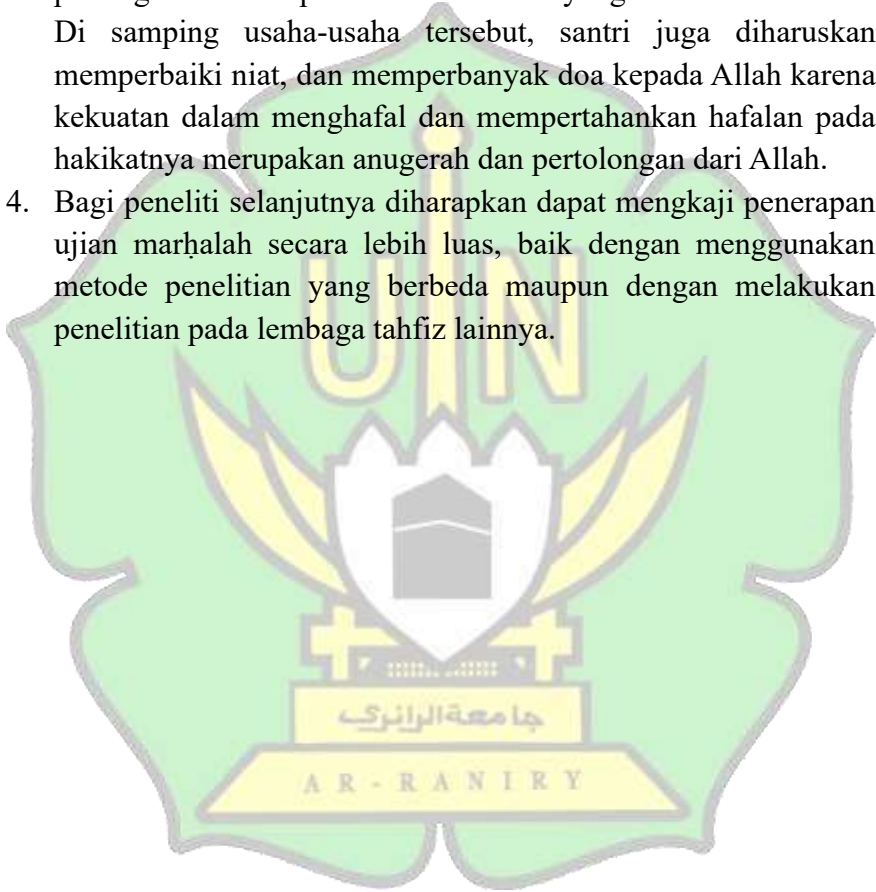 Di samping usaha-usaha tersebut, santri juga diharuskan
memperbaiki niat, dan memperbanyak doa kepada Allah karena
kekuatan dalam menghafal dan mempertahankan hafalan pada
hakikatnya merupakan anugerah dan pertolongan dari Allah.
4. Bagi peneliti selanjutnya diharapkan dapat mengkaji penerapan
ujian marḥalah secara lebih luas, baik dengan menggunakan
metode penelitian yang berbeda maupun dengan melakukan
penelitian pada lembaga tahfiz lainnya.
UIN
جامعة الرانري
AR-RANIRY